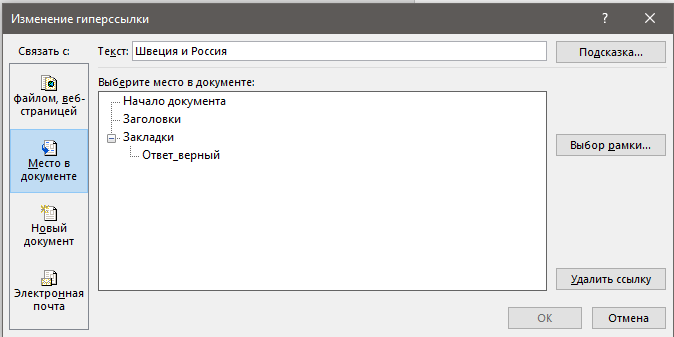 Изменение гиперссылки
? ×
Связать с:
Текст:
Швеция и Россия
Подсказка...
файлом, веб-
страницей
Место в
документе
Новый
документ
Электронная
почта
Выберите место в документе:
Начало документа
Заголовки
Закладки
Ответ_верный
Выбор рамки...
Удалить ссылку
ОК
Отмена